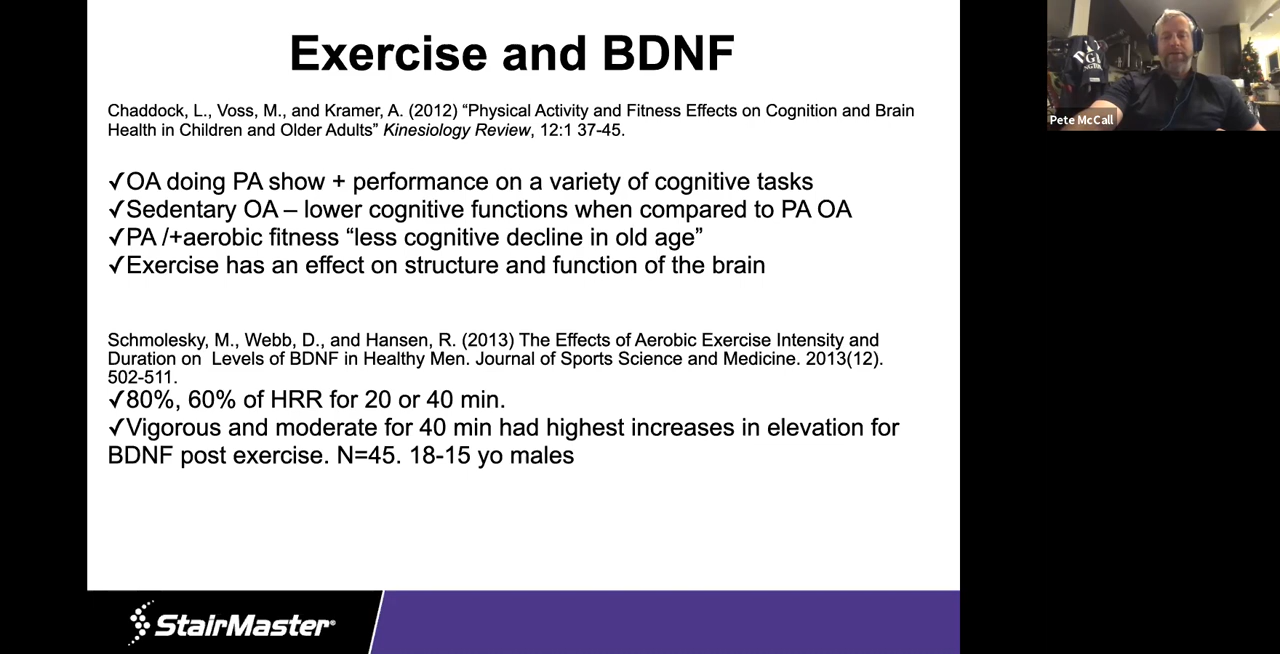 Exercise and BDNF
Chaddock, L., Voss, M., and Kramer, A. (2012) “Physical Activity and Fitness Effects on Cognition and Brain
Health in Children and Older Adults” Kinesiology Review, 12:1 37-45.
✓OA doing PA show + performance on a variety of cognitive tasks
✓Sedentary OA – lower cognitive functions when compared to PA OA
✓PA /+aerobic fitness “less cognitive decline in old age”
✓Exercise has an effect on structure and function of the brain
Schmolesky, M., Webb, D., and Hansen, R. (2013) The Effects of Aerobic Exercise Intensity and
Duration on  Levels of BDNF in Healthy Men. Journal of Sports Science and Medicine. 2013(12).
502-511.
✓80%, 60% of HRR for 20 or 40 min.
✓Vigorous and moderate for 40 min had highest increases in elevation for
BDNF post exercise. N=45. 18-15 yo males
StairMaster®
Pete McCall